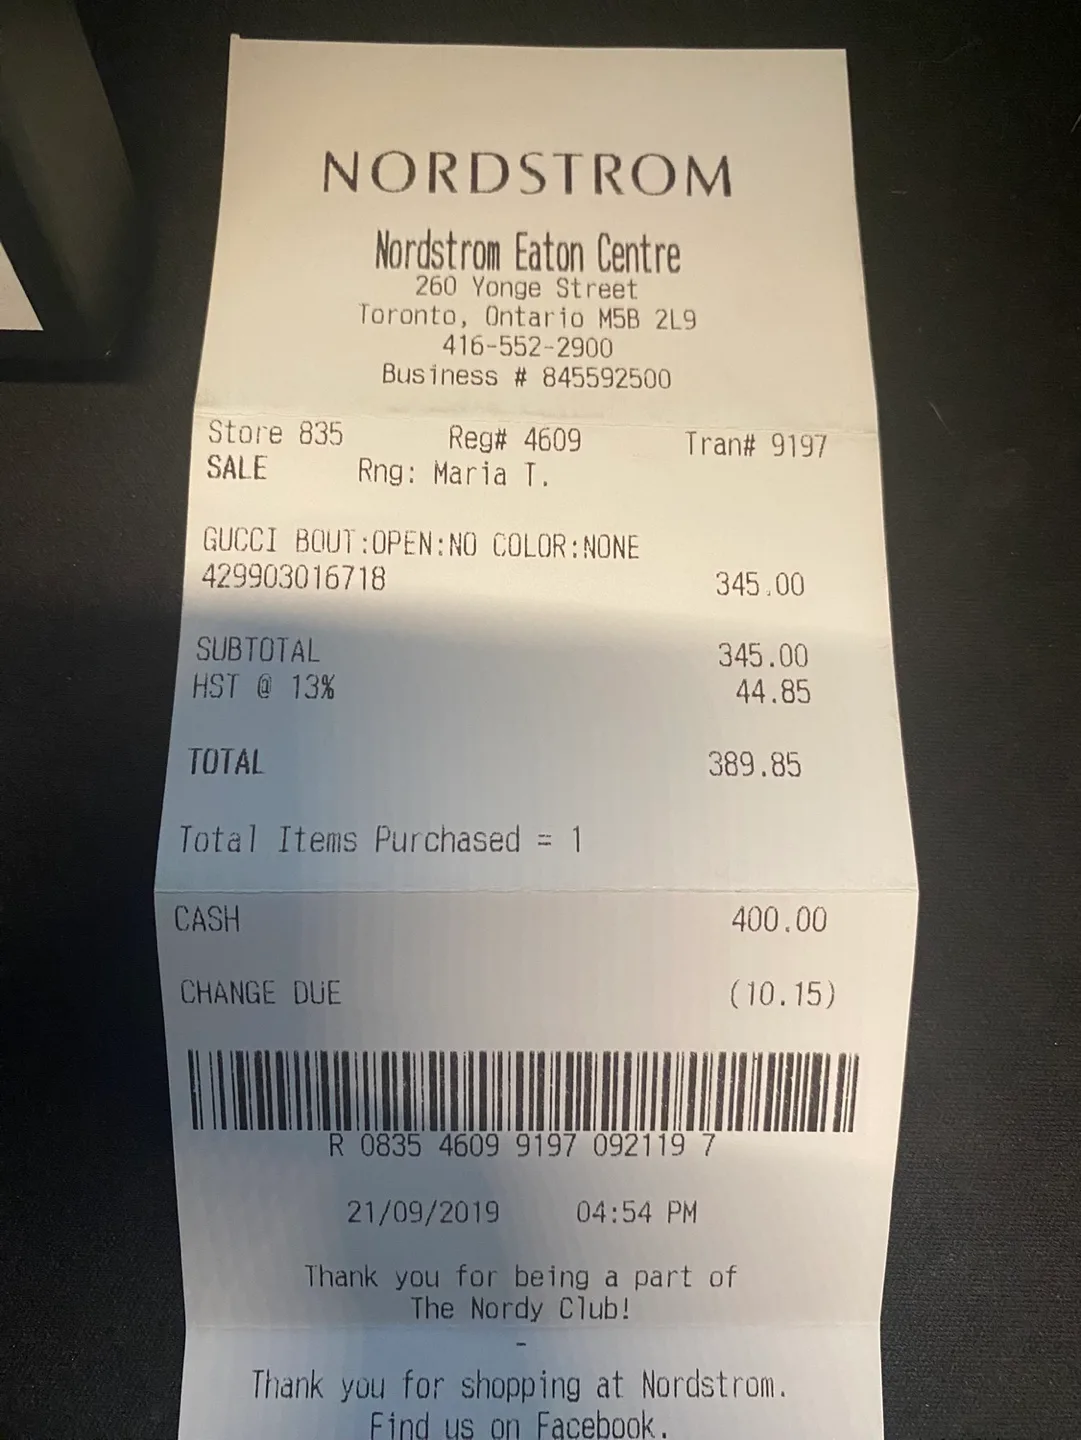 NORDSTROM
Nordstrom Eaton Centre
260 Yonge Street
Toronto, Ontario M5B 2L9
416-552-2900
Business # 845592500
Store 835 Reg# 4609 Tran# 9197
SALE Rng: Maria T.
GUCCI BOUT:OPEN:NO COLOR:NONE
429903016718 345.00
SUBTOTAL 345.00
HST @ 13% 44.85
TOTAL 389.85
Total Items Purchased = 1
CASH 400.00
CHANGE DUE (10.15)
R 0835 4609 9197 092119 7
21/09/2019 04:54 PM
Thank you for being a part of
The Nordy Club!
-
Thank you for shopping at Nordstrom.
Find us on Facebook.